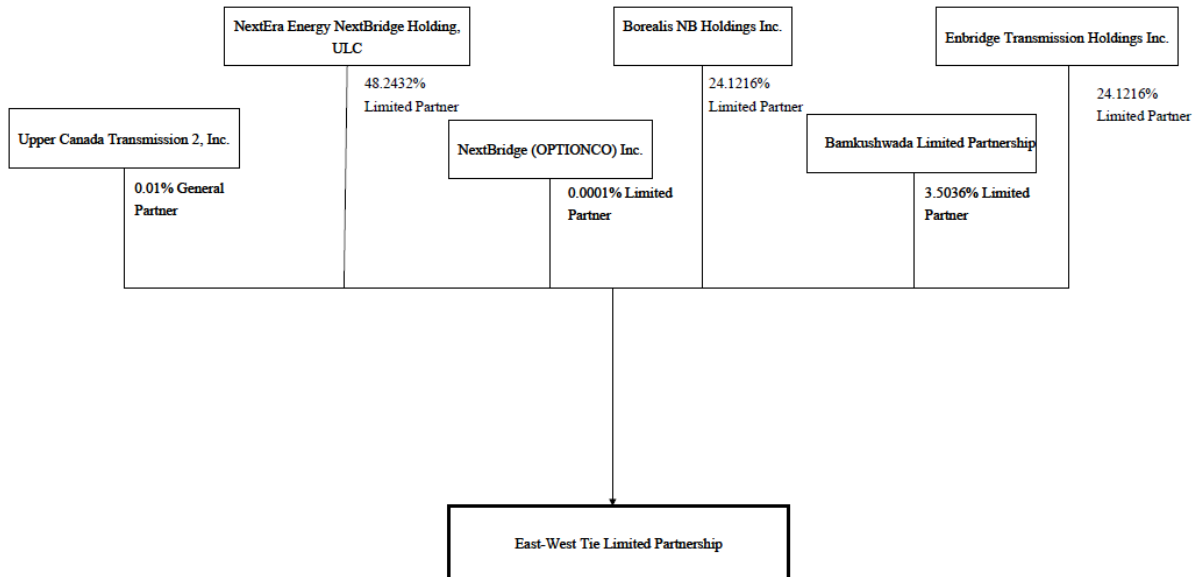 NextEra Energy NextBridge Holding,
ULC
Borealis NB Holdings Inc.
Enbridge Transmission Holdings Inc.
48.2432%
Limited Partner
24.1216%
Limited Partner
24.1216%
Limited Partner
Upper Canada Transmission 2, Inc.
NextBridge (OPTIONCO) Inc.
Bamkushwada Limited Partnership
0.01% General
Partner
0.0001% Limited
Partner
3.5036% Limited
Partner
East-West Tie Limited Partnership